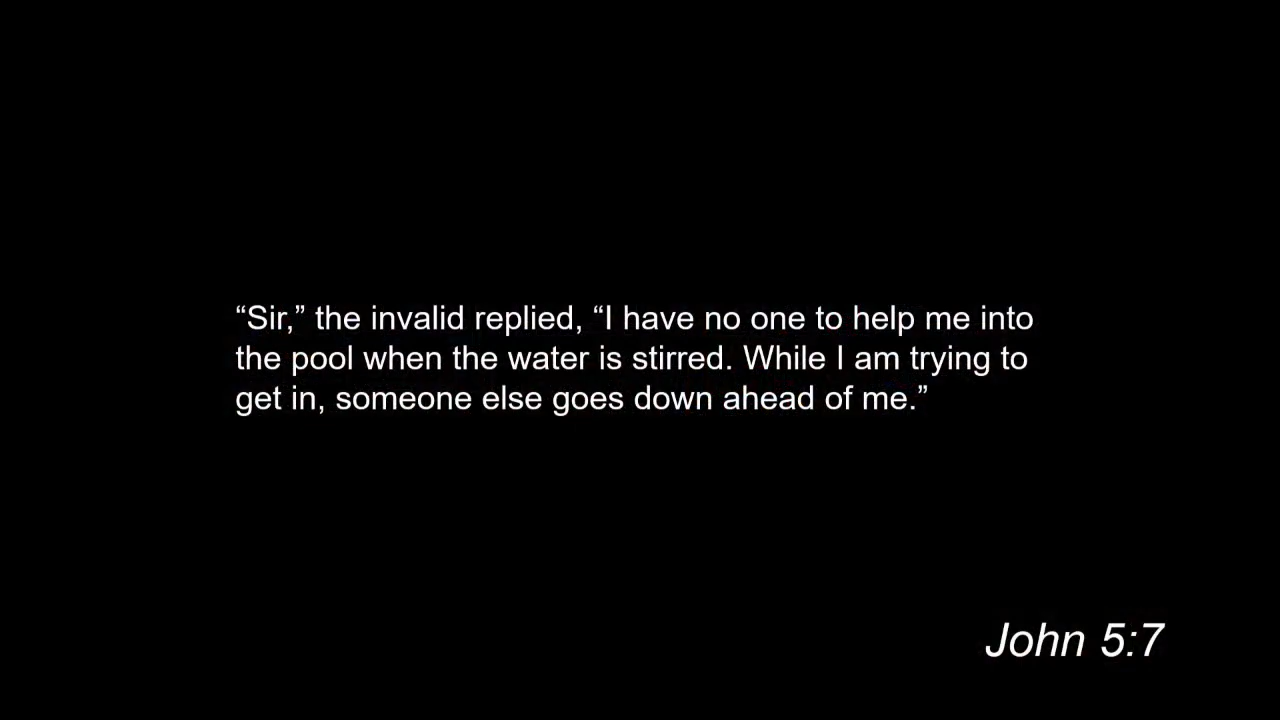 “Sir,” the invalid replied, “I have no one to help me into
the pool when the water is stirred. While I am trying to
get in, someone else goes down ahead of me.”
John 5:7